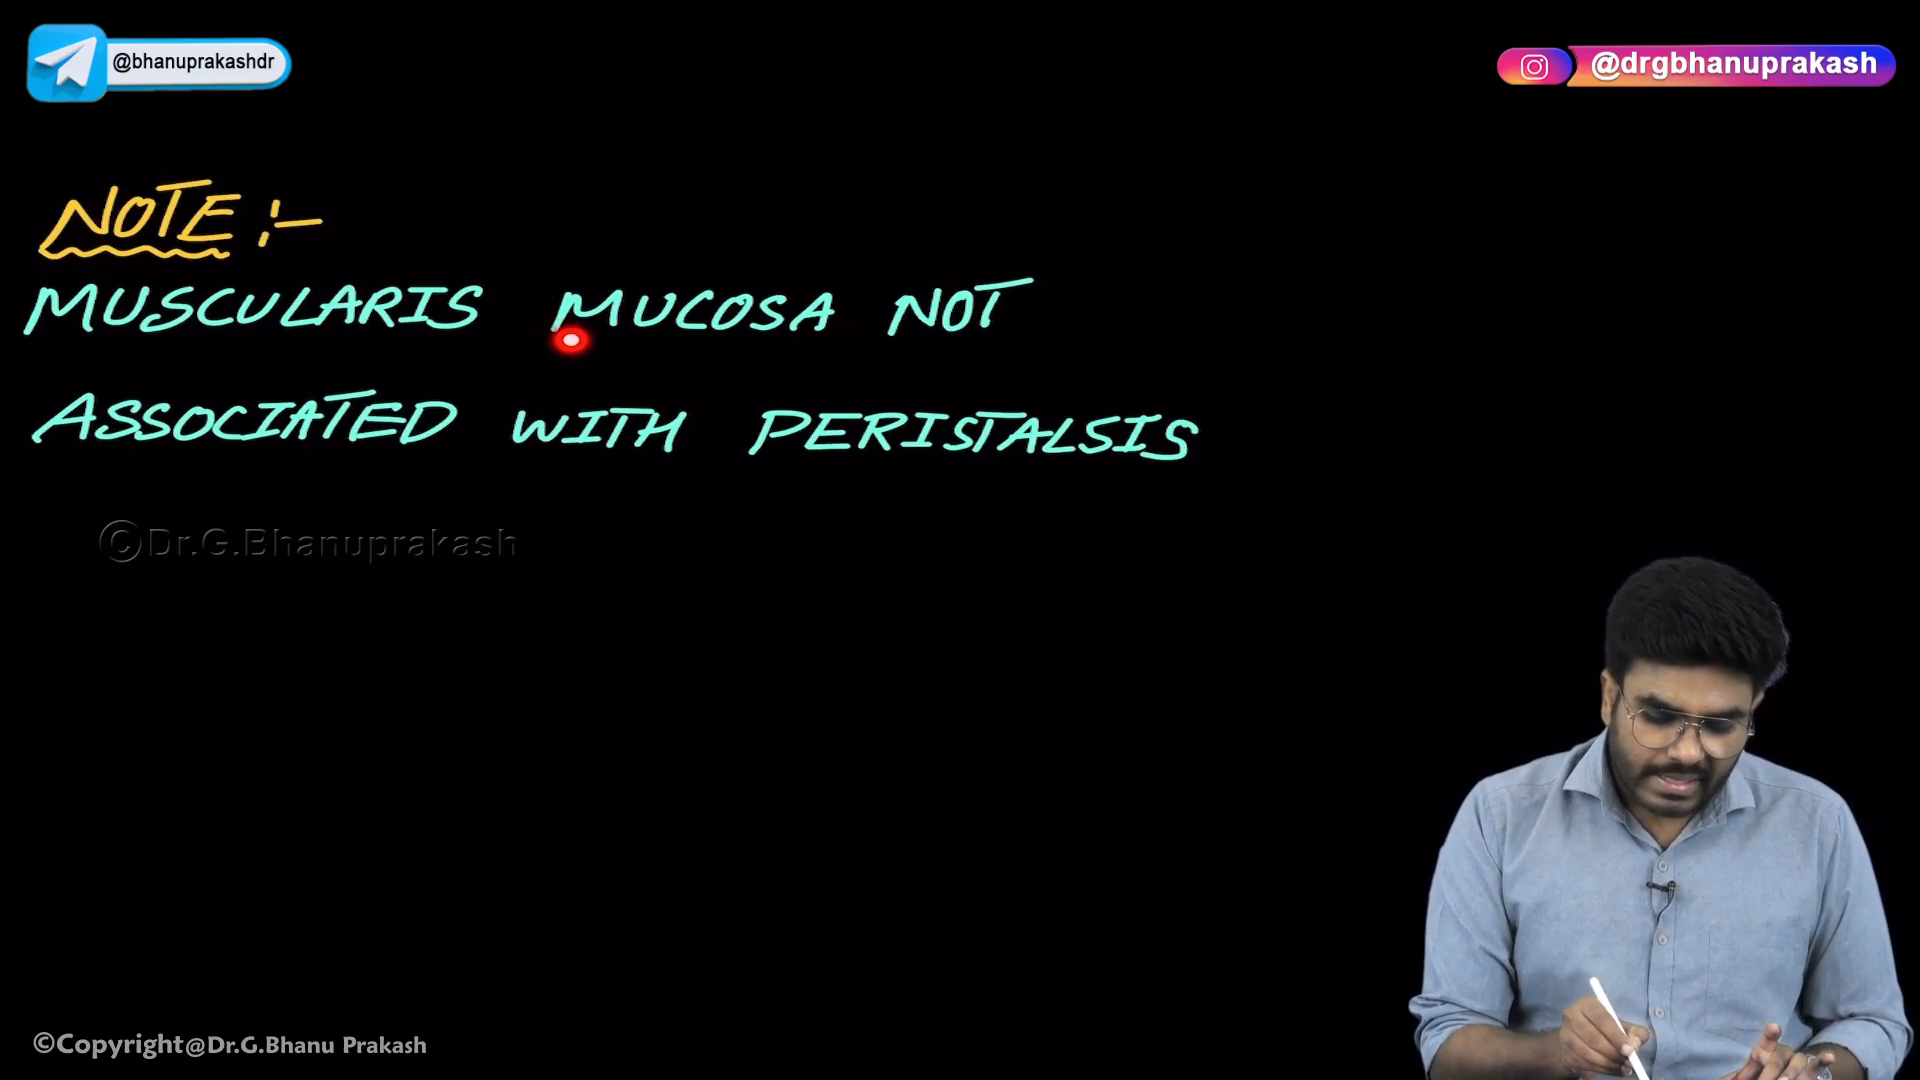 @bhanuprakashdr
@drgbhanuprakash
NOTE :-
MUSCULARIS MUCOSA NOT
ASSOCIATED WITH PERISTALSIS
©Dr.G.Bhanuprakash
©Copyright@Dr.G.Bhanu Prakash